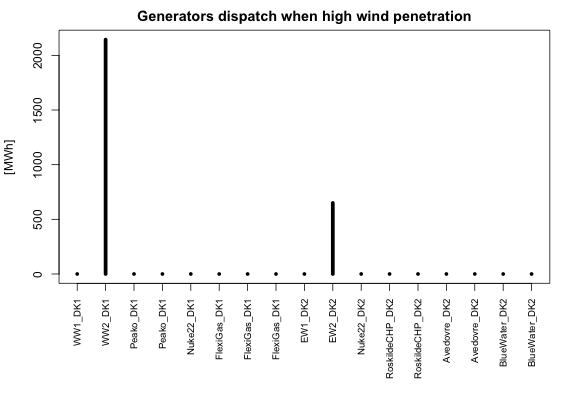 Generators dispatch when high wind penetration
[MWh]
2000
1500
1000
500
0
WW1_DK1
WW2_DK1
Peako_DK1
Peako_DK1
Nuke22_DK1
FlexiGas_DK1
FlexiGas_DK1
FlexiGas_DK1
EW1_DK2
EW2_DK2
Nuke22_DK2
RoskildeCHP_DK2
RoskildeCHP_DK2
Avedovre_DK2
Avedovre_DK2
BlueWater_DK2
BlueWater_DK2